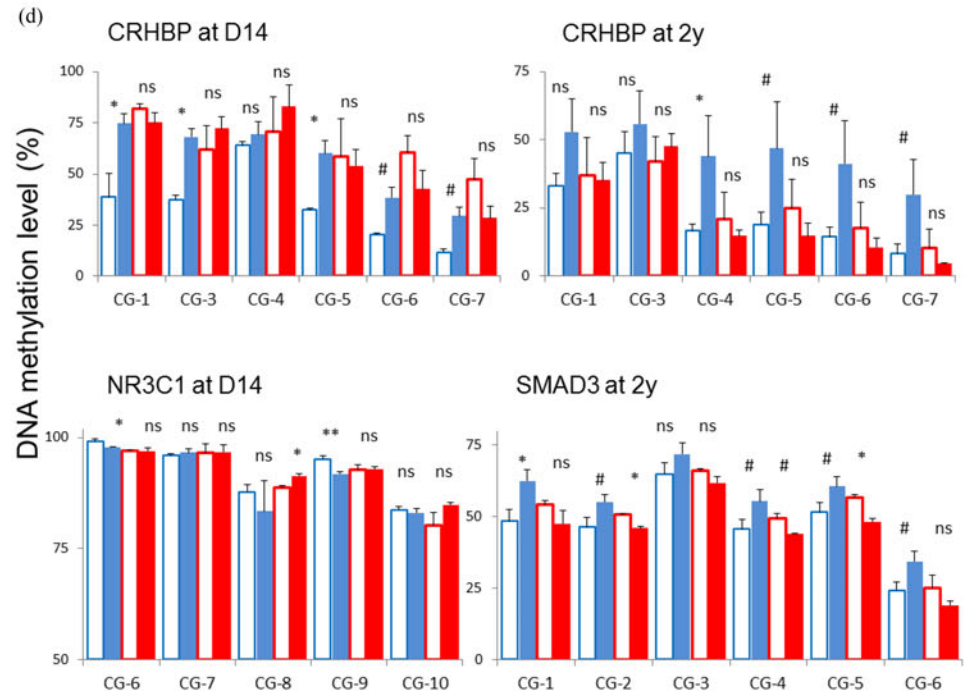 (d)
DNA methylation level (%)
CRHBP at D14
100
75
50
25
0
* ns * ns ns ns * ns # ns # ns
CG-1 CG-3 CG-4 CG-5 CG-6 CG-7
CRHBP at 2y
75
50
25
0
ns ns ns ns * ns # ns # ns # ns
CG-1 CG-3 CG-4 CG-5 CG-6 CG-7
NR3C1 at D14
100
75
50
* ns ns ns ns * ** ns ns ns
CG-6 CG-7 CG-8 CG-9 CG-10
SMAD3 at 2y
75
50
25
0
* ns # * ns ns # # # * # ns
CG-1 CG-2 CG-3 CG-4 CG-5 CG-6